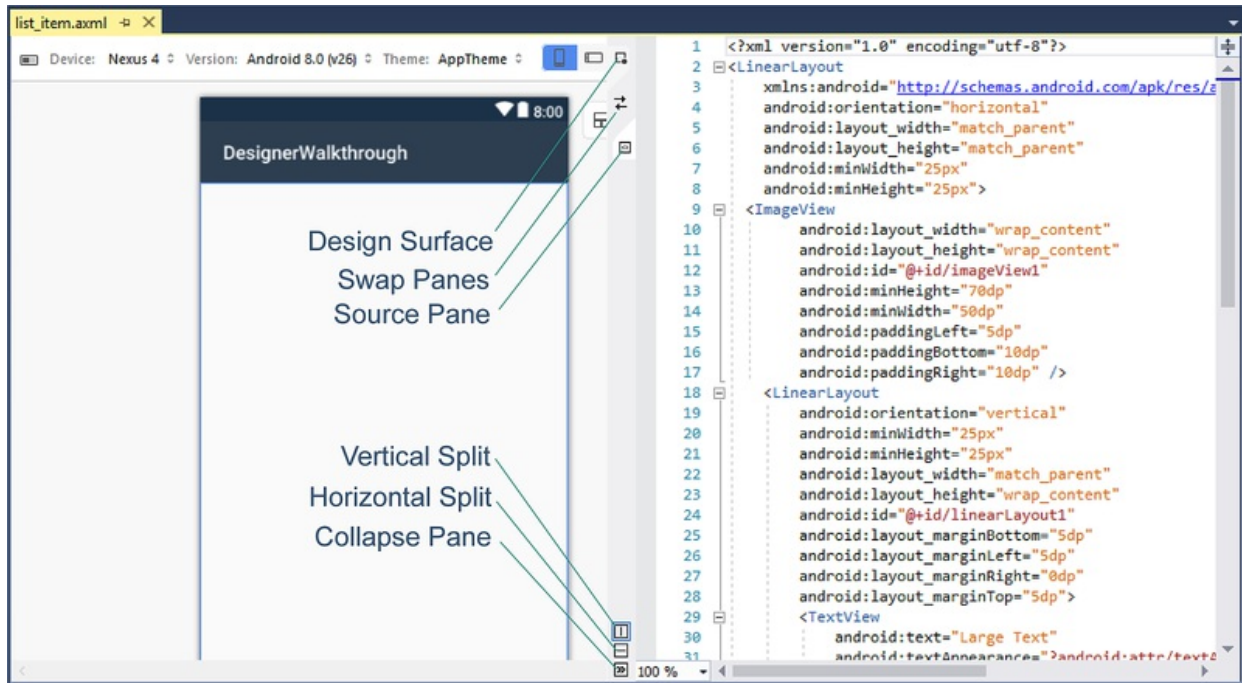 list_item.axml
Device: Nexus 4 Version: Android 8.0 (v26) Theme: AppTheme
8:00
DesignerWalkthrough
Design Surface
Swap Panes
Source Pane
Vertical Split
Horizontal Split
Collapse Pane
1 <?xml version="1.0" encoding="utf-8"?>
2 <LinearLayout
3 xmlns:android="http://schemas.android.com/apk/res/a
4 android:orientation="horizontal"
5 android:layout_width="match_parent"
6 android:layout_height="match_parent"
7 android:minWidth="25px"
8 android:minHeight="25px">
9 <ImageView
10 android:layout_width="wrap_content"
11 android:layout_height="wrap_content"
12 android:id="@+id/imageView1"
13 android:minHeight="70dp"
14 android:minWidth="50dp"
15 android:paddingLeft="5dp"
16 android:paddingBottom="10dp"
17 android:paddingRight="10dp" />
18 <LinearLayout
19 android:orientation="vertical"
20 android:minWidth="25px"
21 android:minHeight="25px"
22 android:layout_width="match_parent"
23 android:layout_height="wrap_content"
24 android:id="@+id/linearLayout1"
25 android:layout_marginBottom="5dp"
26 android:layout_marginLeft="5dp"
27 android:layout_marginRight="0dp"
28 android:layout_marginTop="5dp">
29 <TextView
30 android:text="Large Text"
31 android:textAppearance="?android:attr/textA
100 %